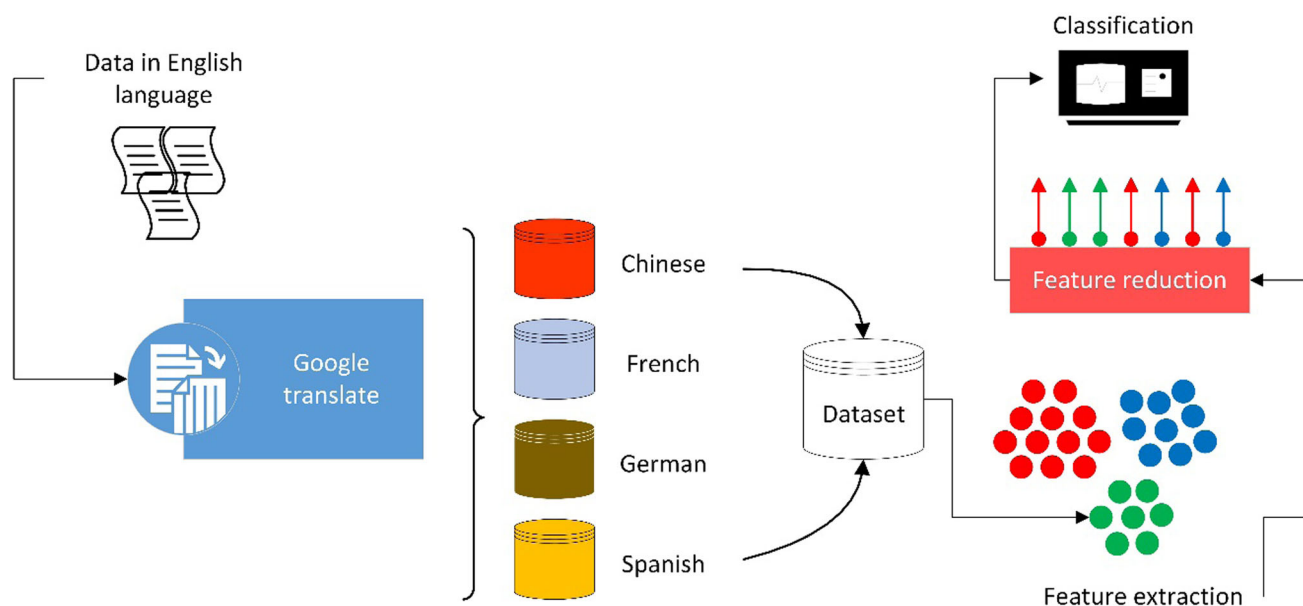 Data in English
language
Google
translate
Chinese
French
German
Spanish
Dataset
Classification
Feature reduction
Feature extraction